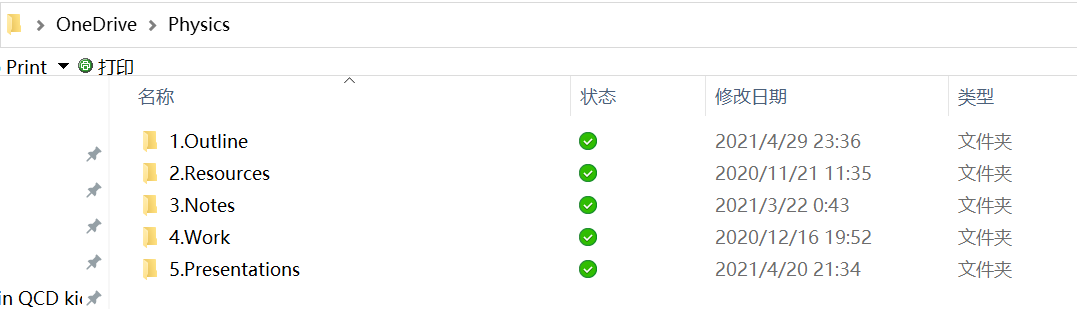 OneDrive > Physics
Print 打印
名称 状态 修改日期 类型
1.Outline 2021/4/29 23:36 文件夹
2.Resources 2020/11/21 11:35 文件夹
3.Notes 2021/3/22 0:43 文件夹
4.Work 2020/12/16 19:52 文件夹
5.Presentations 2021/4/20 21:34 文件夹
in QCD kic